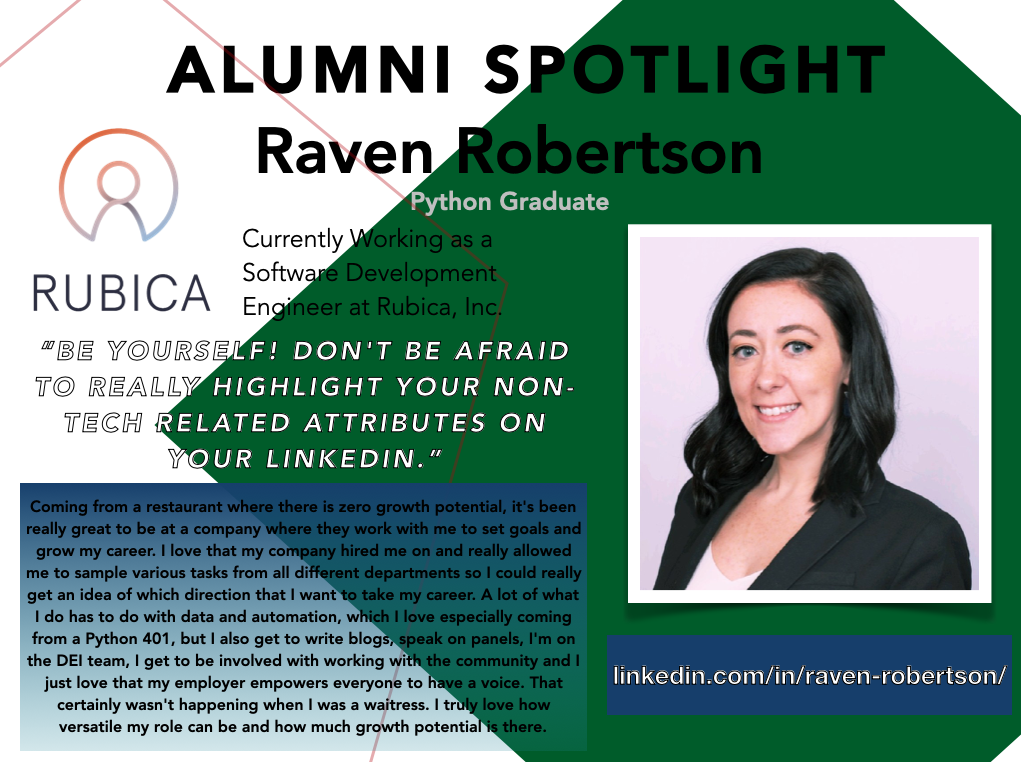 ALUMNI SPOTLIGHT
Raven Robertson
Python Graduate
RUBICA
Currently Working as a
Software Development
Engineer at Rubica, Inc.
“BE YOURSELF! DON'T BE AFRAID
TO REALLY HIGHLIGHT YOUR NON-
TECH RELATED ATTRIBUTES ON
YOUR LINKEDIN.”
Coming from a restaurant where there is zero growth potential, it's been
really great to be at a company where they work with me to set goals and
grow my career. I love that my company hired me on and really allowed
me to sample various tasks from all different departments so I could really
get an idea of which direction that I want to take my career. A lot of what
I do has to do with data and automation, which I love especially coming
from a Python 401, but I also get to write blogs, speak on panels, I'm on
the DEI team, I get to be involved with working with the community and I
just love that my employer empowers everyone to have a voice. That
certainly wasn't happening when I was a waitress. I truly love how
versatile my role can be and how much growth potential is there.
linkedin.com/in/raven-robertson/